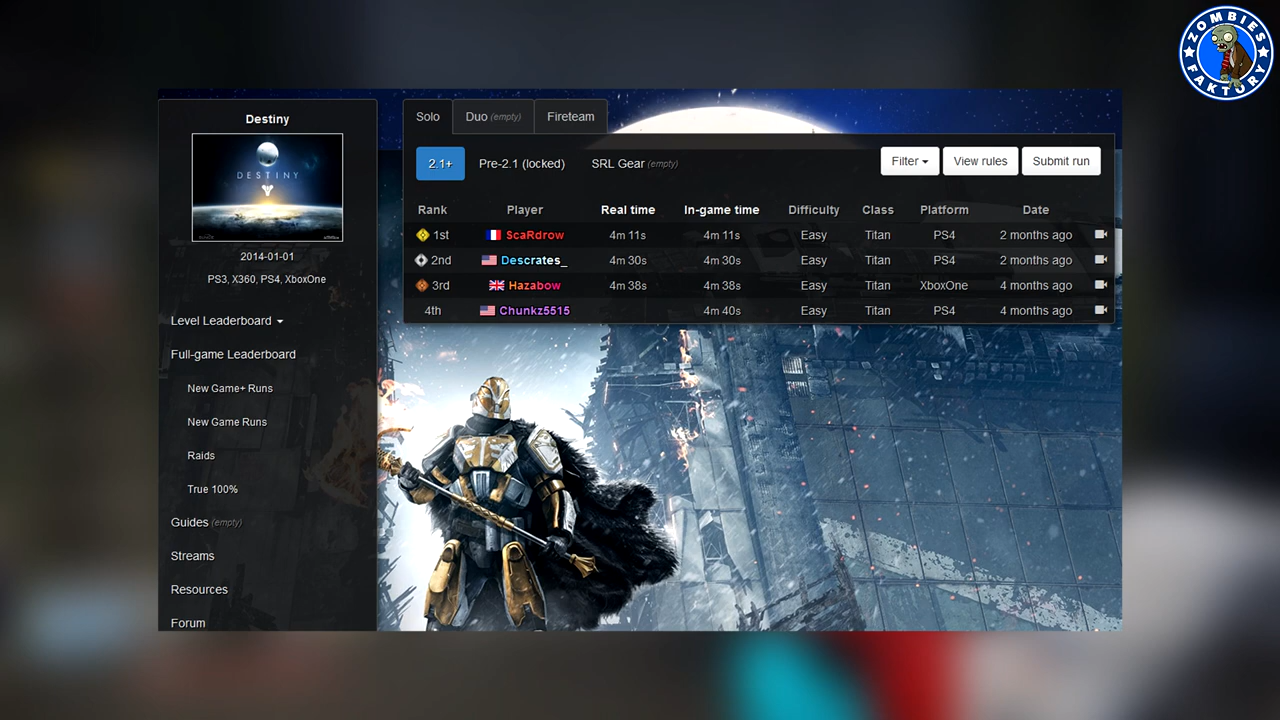 ZOMBIES
FAKTORY
Destiny
DESTINY
2014-01-01
PS3, X360, PS4, XboxOne
Level Leaderboard
Full-game Leaderboard
New Game+ Runs
New Game Runs
Raids
True 100%
Guides (empty)
Streams
Resources
Forum
Solo Duo (empty) Fireteam
2.1+ Pre-2.1 (locked) SRL Gear (empty) Filter View rules Submit run
Rank Player Real time In-game time Difficulty Class Platform Date
1st ScaRdrow 4m 11s 4m 11s Easy Titan PS4 2 months ago
2nd Descrates_ 4m 30s 4m 30s Easy Titan PS4 2 months ago
3rd Hazabow 4m 38s 4m 38s Easy Titan XboxOne 4 months ago
4th Chunkz5515 4m 40s Easy Titan PS4 4 months ago